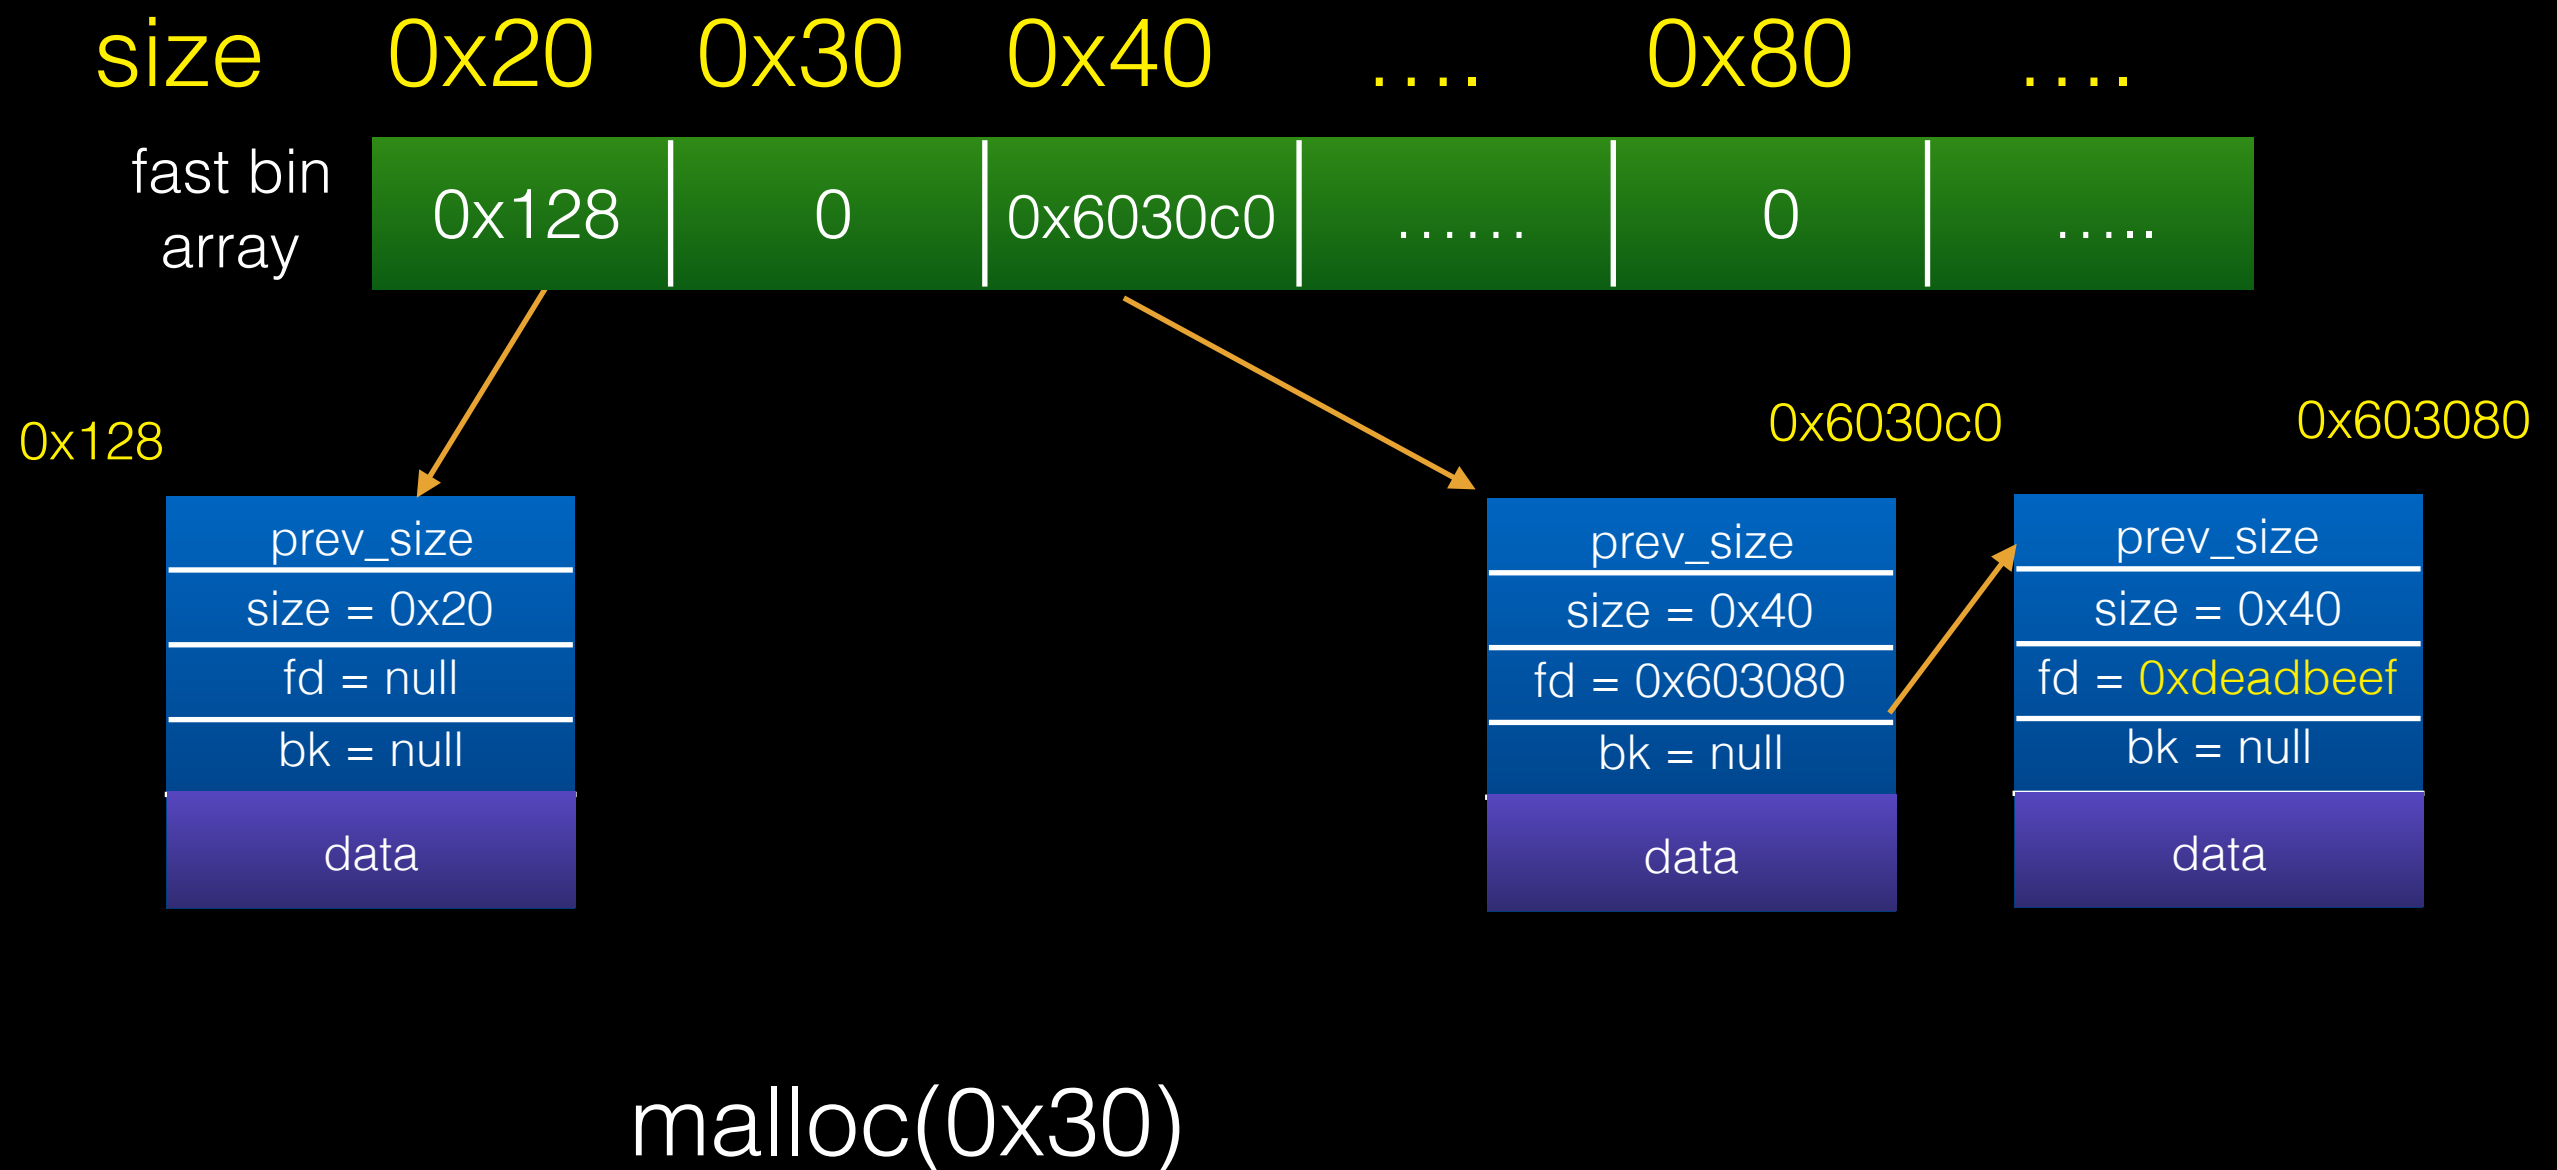 size 0x20 0x30 0x40 .... 0x80 ....
fast bin
array
0x128 0 0x6030c0 ...... 0 .....
0x128
0x6030c0
0x603080
prev_size
size = 0x20
fd = null
bk = null
data
prev_size
size = 0x40
fd = 0x603080
bk = null
data
prev_size
size = 0x40
fd = 0xdeadbeef
bk = null
data
malloc(0x30)